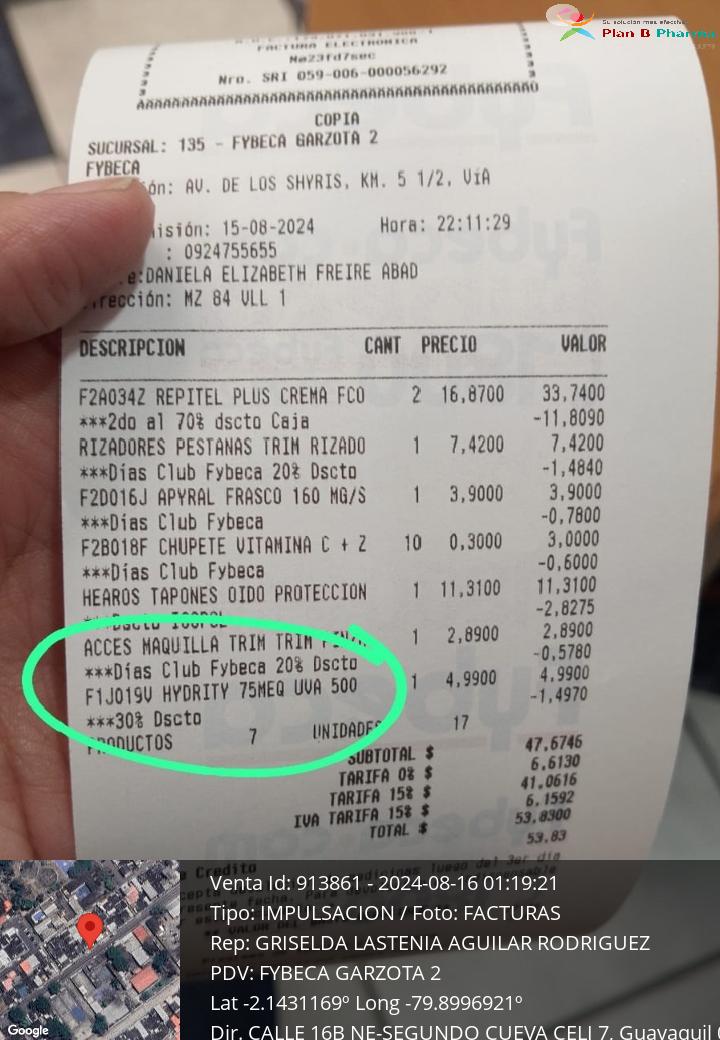 Su solución más efectiva
Plan B Pharma
FACTURA ELECTRONICA
Nro. SRI 059-006-000056292
COPIA
SUCURSAL: 135 - FYBECA GARZOTA 2
FYBECA
ón: AV. DE LOS SHYRIS, KM. 5 1/2, VíA
isión: 15-08-2024 Hora: 22:11:29
: 0924755655
e:DANIELA ELIZABETH FREIRE ABAD
rección: MZ 84 VLL 1
DESCRIPCION CANT PRECIO VALOR
F2A034Z REPITEL PLUS CREMA FCO 2 16,8700 33,7400
***2do al 70% dscto Caja -11,8090
RIZADORES PESTANAS TRIM RIZADO 1 7,4200 7,4200
***Días Club Fybeca 20% Dscto -1,4840
F2D016J APYRAL FRASCO 160 MG/S 1 3,9000 3,9000
***Días Club Fybeca -0,7800
F2B018F CHUPETE VITAMINA C + Z 10 0,3000 3,0000
***Días Club Fybeca -0,6000
HEAROS TAPONES OIDO PROTECCION 1 11,3100 11,3100
-2,8275
ACCES MAQUILLA TRIM TRIM PINZA 1 2,8900 2,8900
***Días Club Fybeca 20% Dscto -0,5780
F1J019V HYDRITY 75MEQ UVA 500 1 4,9900 4,9900
***30% Dscto -1,4970
PRODUCTOS 7 UNIDADES 17
SUBTOTAL $ 47,6746
TARIFA 0% $ 6,6130
TARIFA 15% $ 41,0616
IVA TARIFA 15% $ 6,1592
TOTAL $ 53,8300
53,83
Credito
Venta Id: 913861 - 2024-08-16 01:19:21
Tipo: IMPULSACION / Foto: FACTURAS
Rep: GRISELDA LASTENIA AGUILAR RODRIGUEZ
PDV: FYBECA GARZOTA 2
Lat -2.1431169º Long -79.8996921º
Dir. CALLE 16B NE-SEGUNDO CUEVA CELI 7, Guayaquil
Google